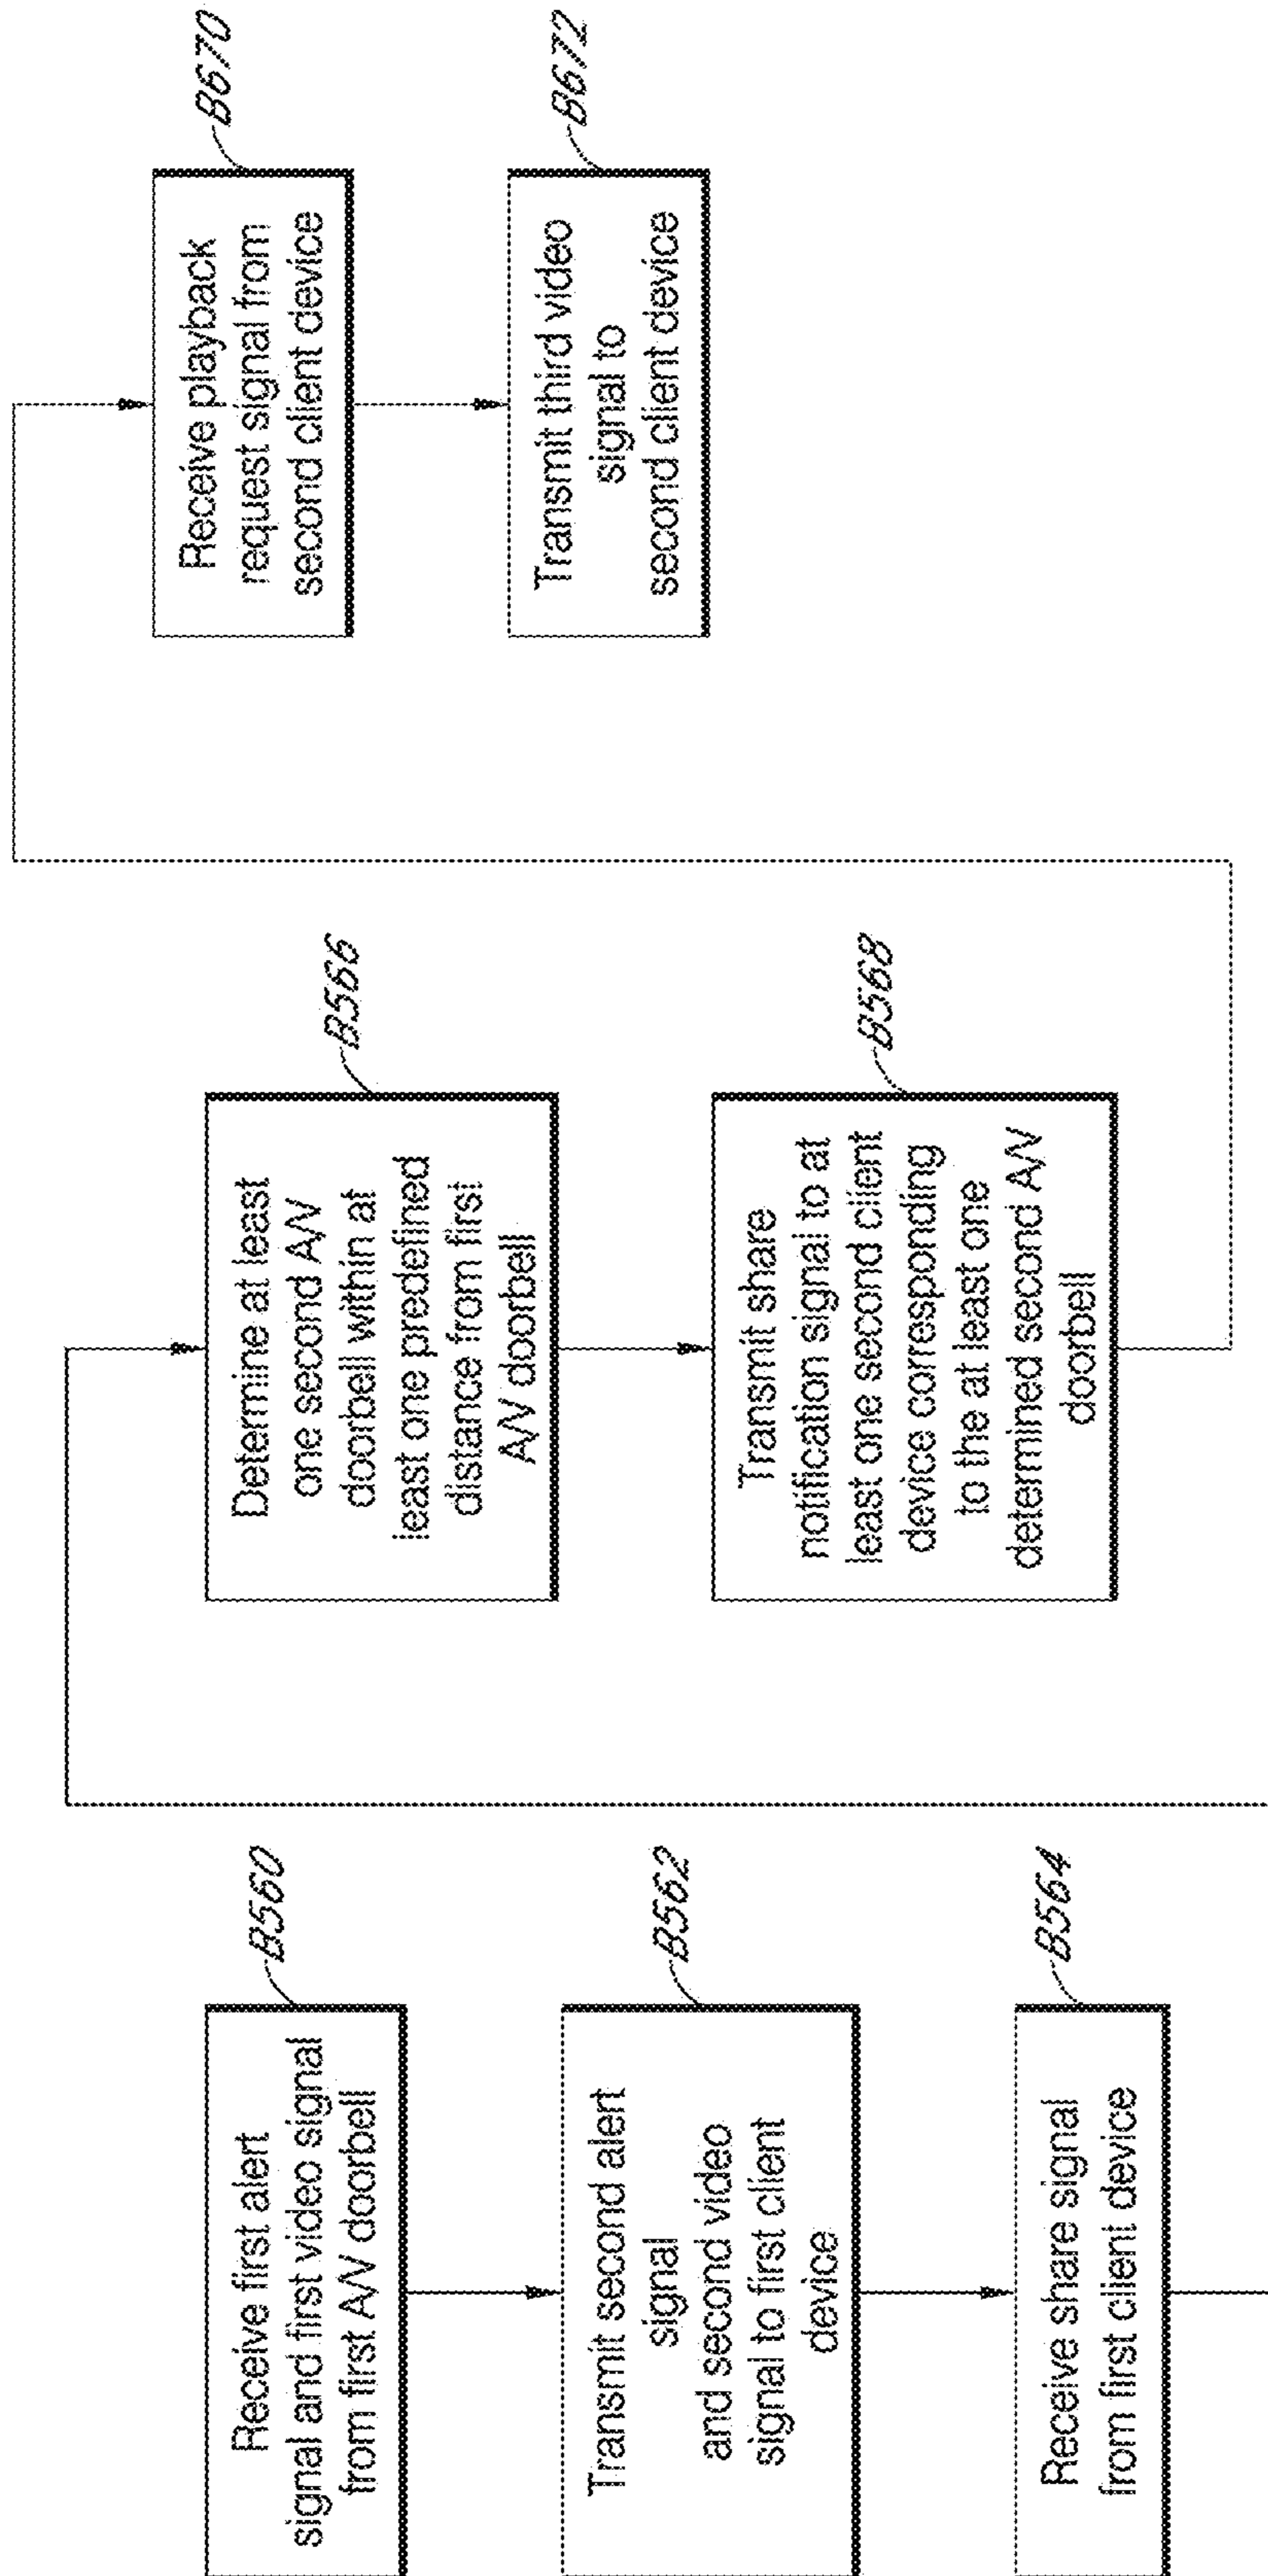 Receive first alert
signal and first video signal
from first A/V doorbell
B560
Transmit second alert
signal
and second video
signal to first client
device
B562
Receive share signal
from first client device
B564
Determine at least
one second A/V
doorbell within at
least one predefined
distance from first
A/V doorbell
B566
Transmit share
notification signal to at
least one second client
device corresponding
to the at least one
determined second A/V
doorbell
B568
Receive playback
request signal from
second client device
B670
Transmit third video
signal to
second client device
B672